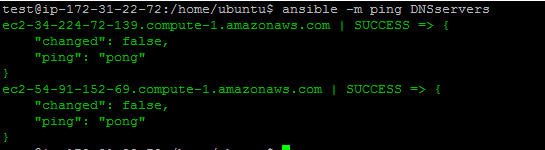 test@ip-172-31-22-72:/home/ubuntu$ ansible -m ping DNSservers
ec2-34-224-72-139.compute-1.amazonaws.com | SUCCESS => {
    "changed": false,
    "ping": "pong"
}
ec2-54-91-152-69.compute-1.amazonaws.com | SUCCESS => {
    "changed": false,
    "ping": "pong"
}